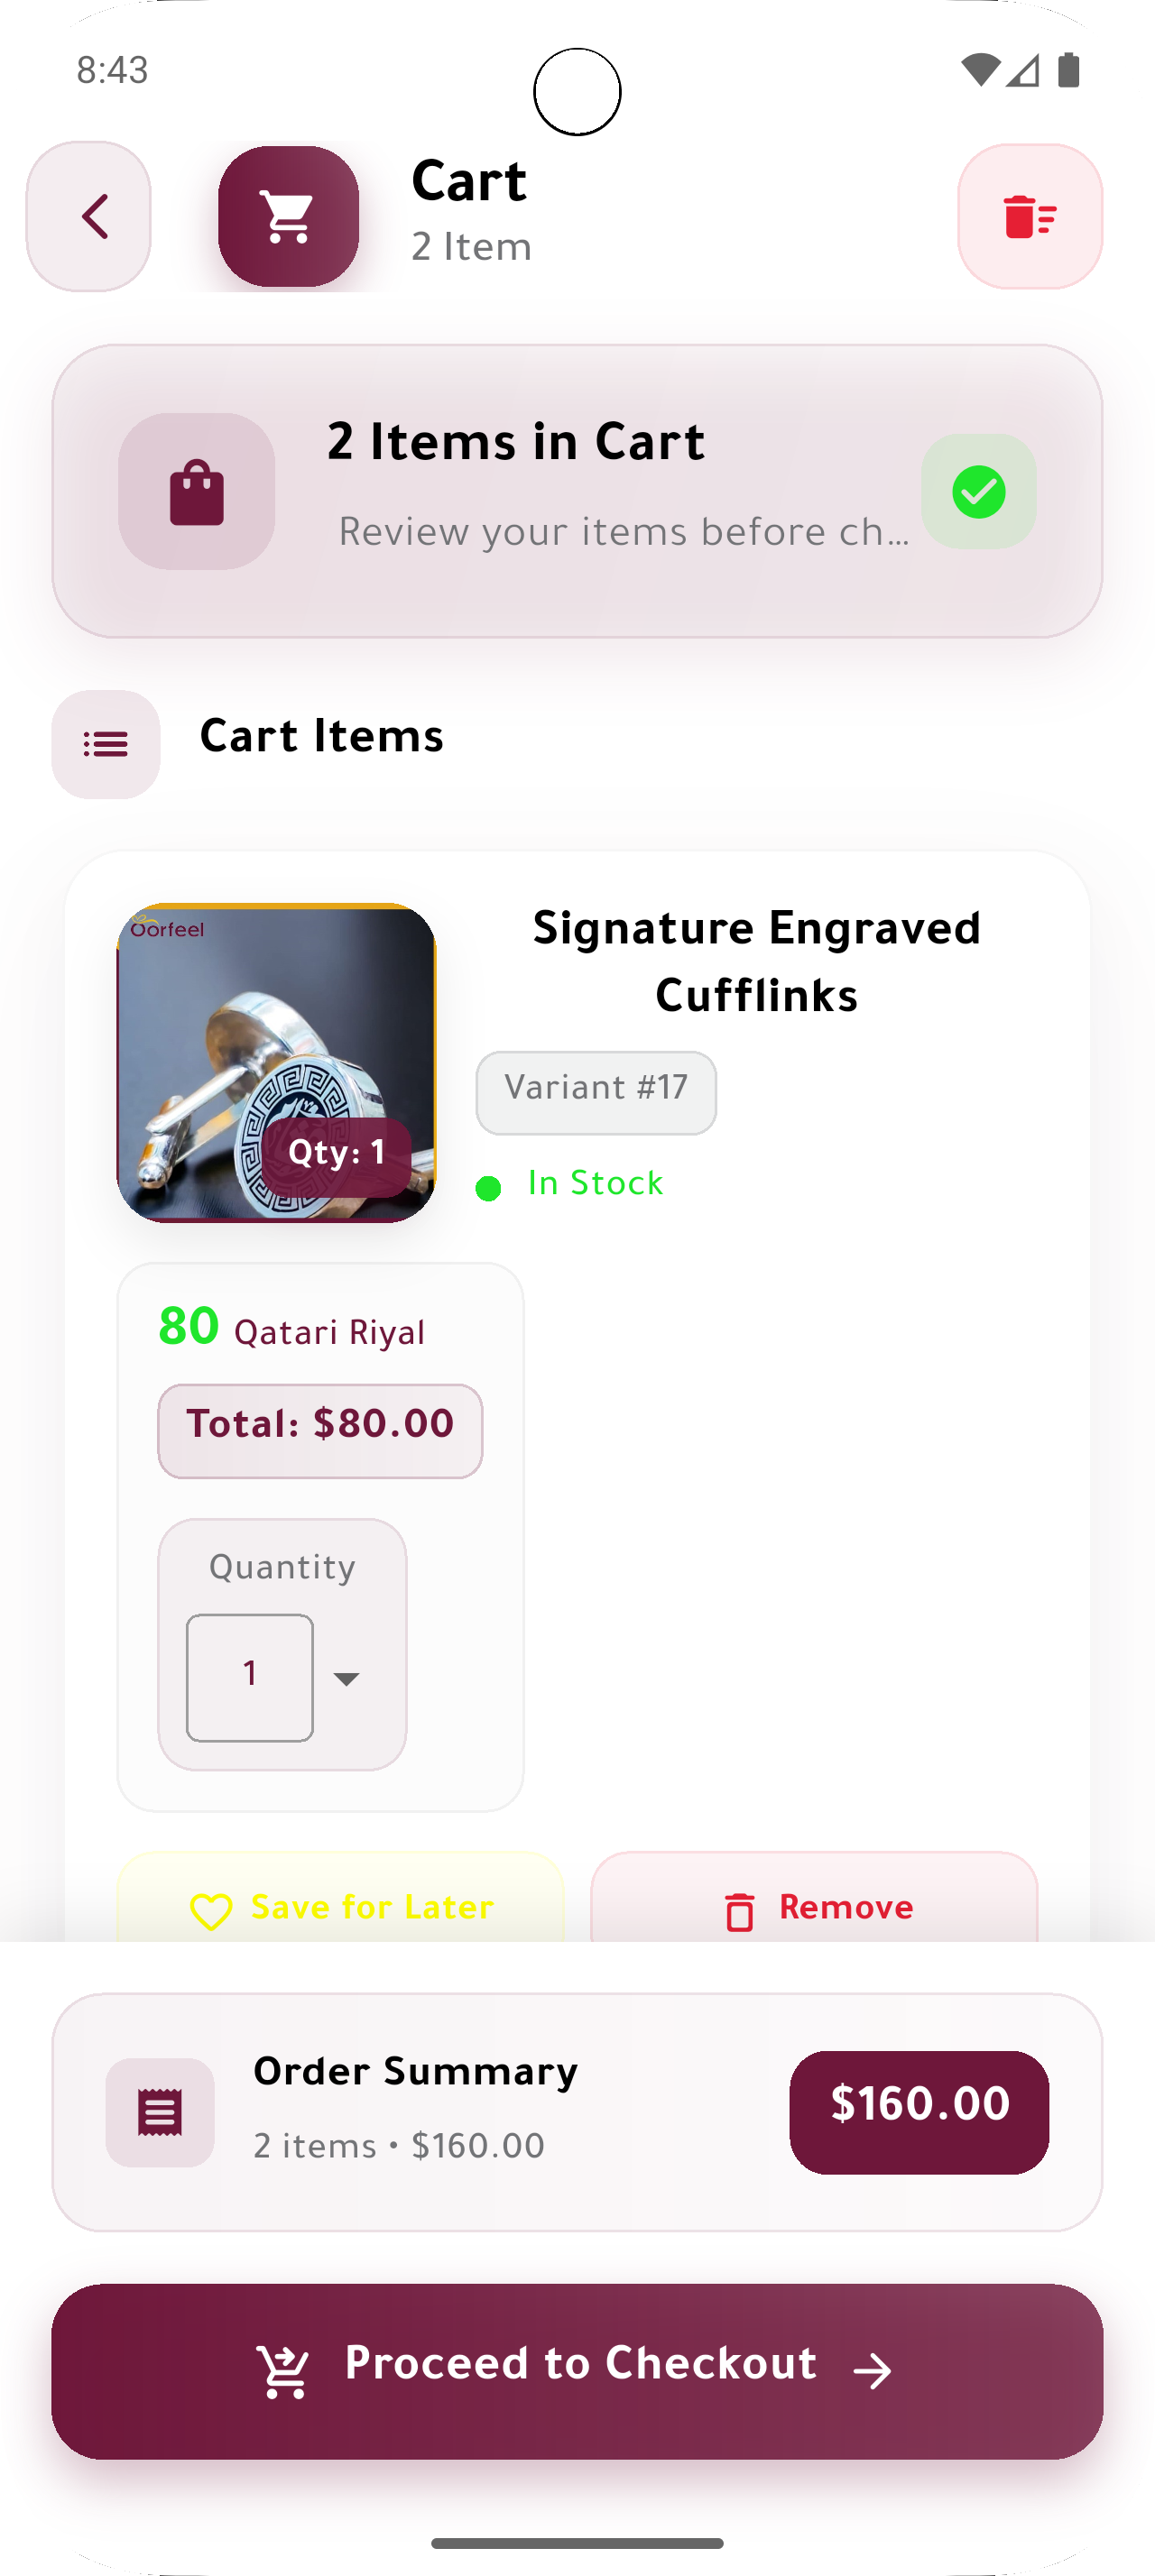 8:43
Cart
2 Item
2 Items in Cart
Review your items before ch...
Cart Items
Oorfeel
Signature Engraved
Cufflinks
Variant #17
Qty: 1
In Stock
80 Qatari Riyal
Total: $80.00
Quantity
1
Save for Later
Remove
Order Summary
2 items • $160.00
$160.00
Proceed to Checkout